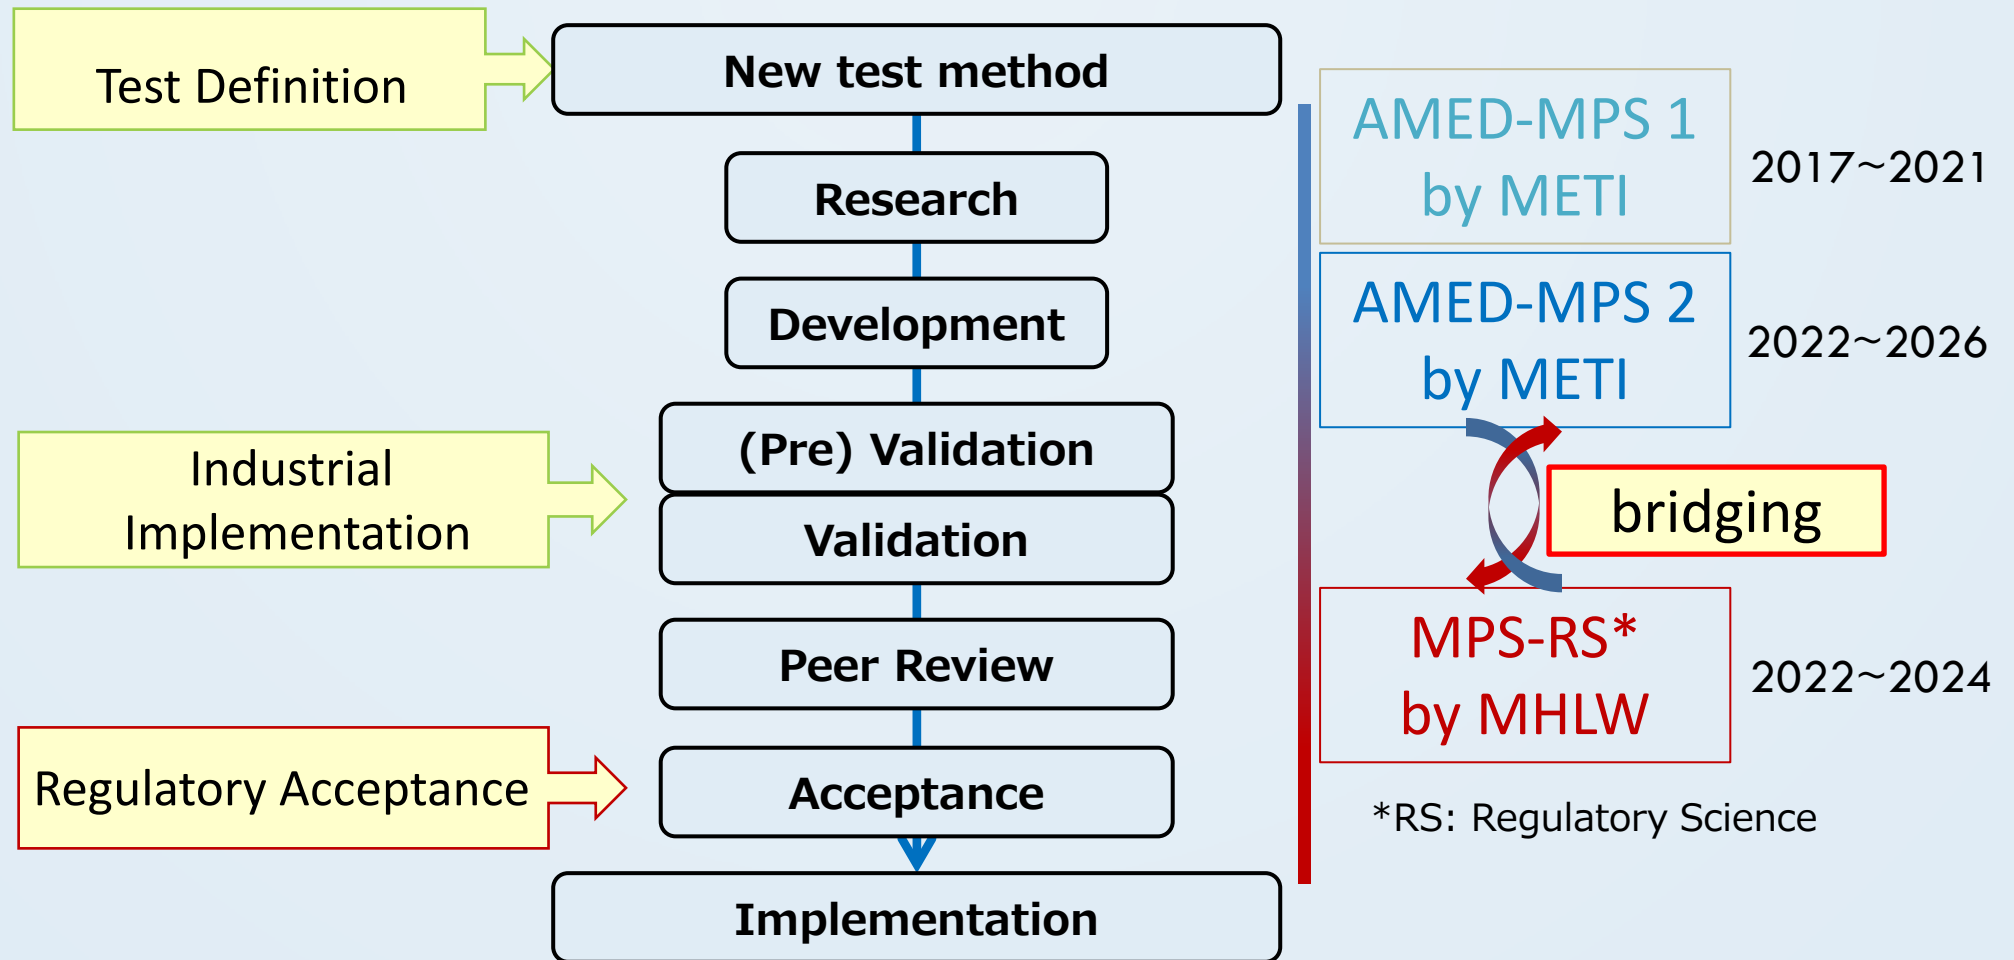 Test Definition
New test method
Research
Development
Industrial
Implementation
(Pre) Validation
Validation
Peer Review
Regulatory Acceptance
Acceptance
Implementation
AMED-MPS 1
by METI
2017~2021
AMED-MPS 2
by METI
2022~2026
bridging
MPS-RS*
by MHLW
2022~2024
*RS: Regulatory Science